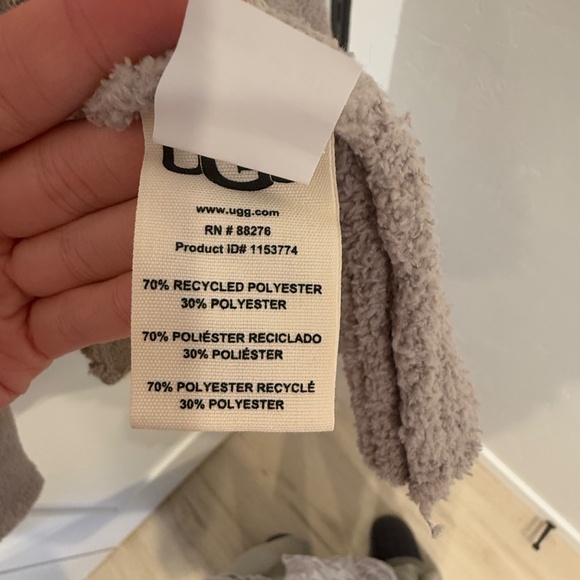 UGG
www.ugg.com
RN # 88276
Product ID# 1153774
70% RECYCLED POLYESTER
30% POLYESTER
70% POLIÉSTER RECICLADO
30% POLIÉSTER
70% POLYESTER RECYCLÉ
30% POLYESTER